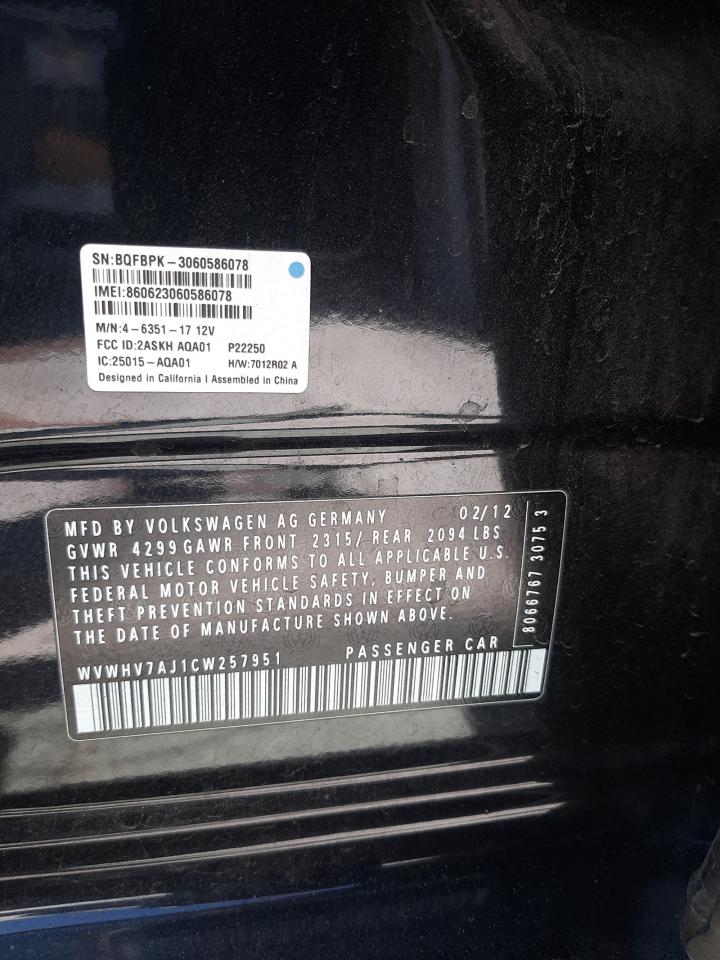 SN:BQFBPK-3060586078
IMEI:860623060586078
M/N:4-6351-17 12V
FCC ID:2ASKH AQA01 P22250
IC:25015-AQA01 H/W:7012R02 A
Designed in California I Assembled in China
MFD BY VOLKSWAGEN AG GERMANY 02/12
GVWR 4299 GAWR FRONT 2315/ REAR 2094 LBS
THIS VEHICLE CONFORMS TO ALL APPLICABLE U.S.
FEDERAL MOTOR VEHICLE SAFETY, BUMPER AND
THEFT PREVENTION STANDARDS IN EFFECT ON
THE DATE OF MANUFACTURE SHOWN ABOVE.
WVWHV7AJ1CW257951 PASSENGER CAR
8066767 3075 3